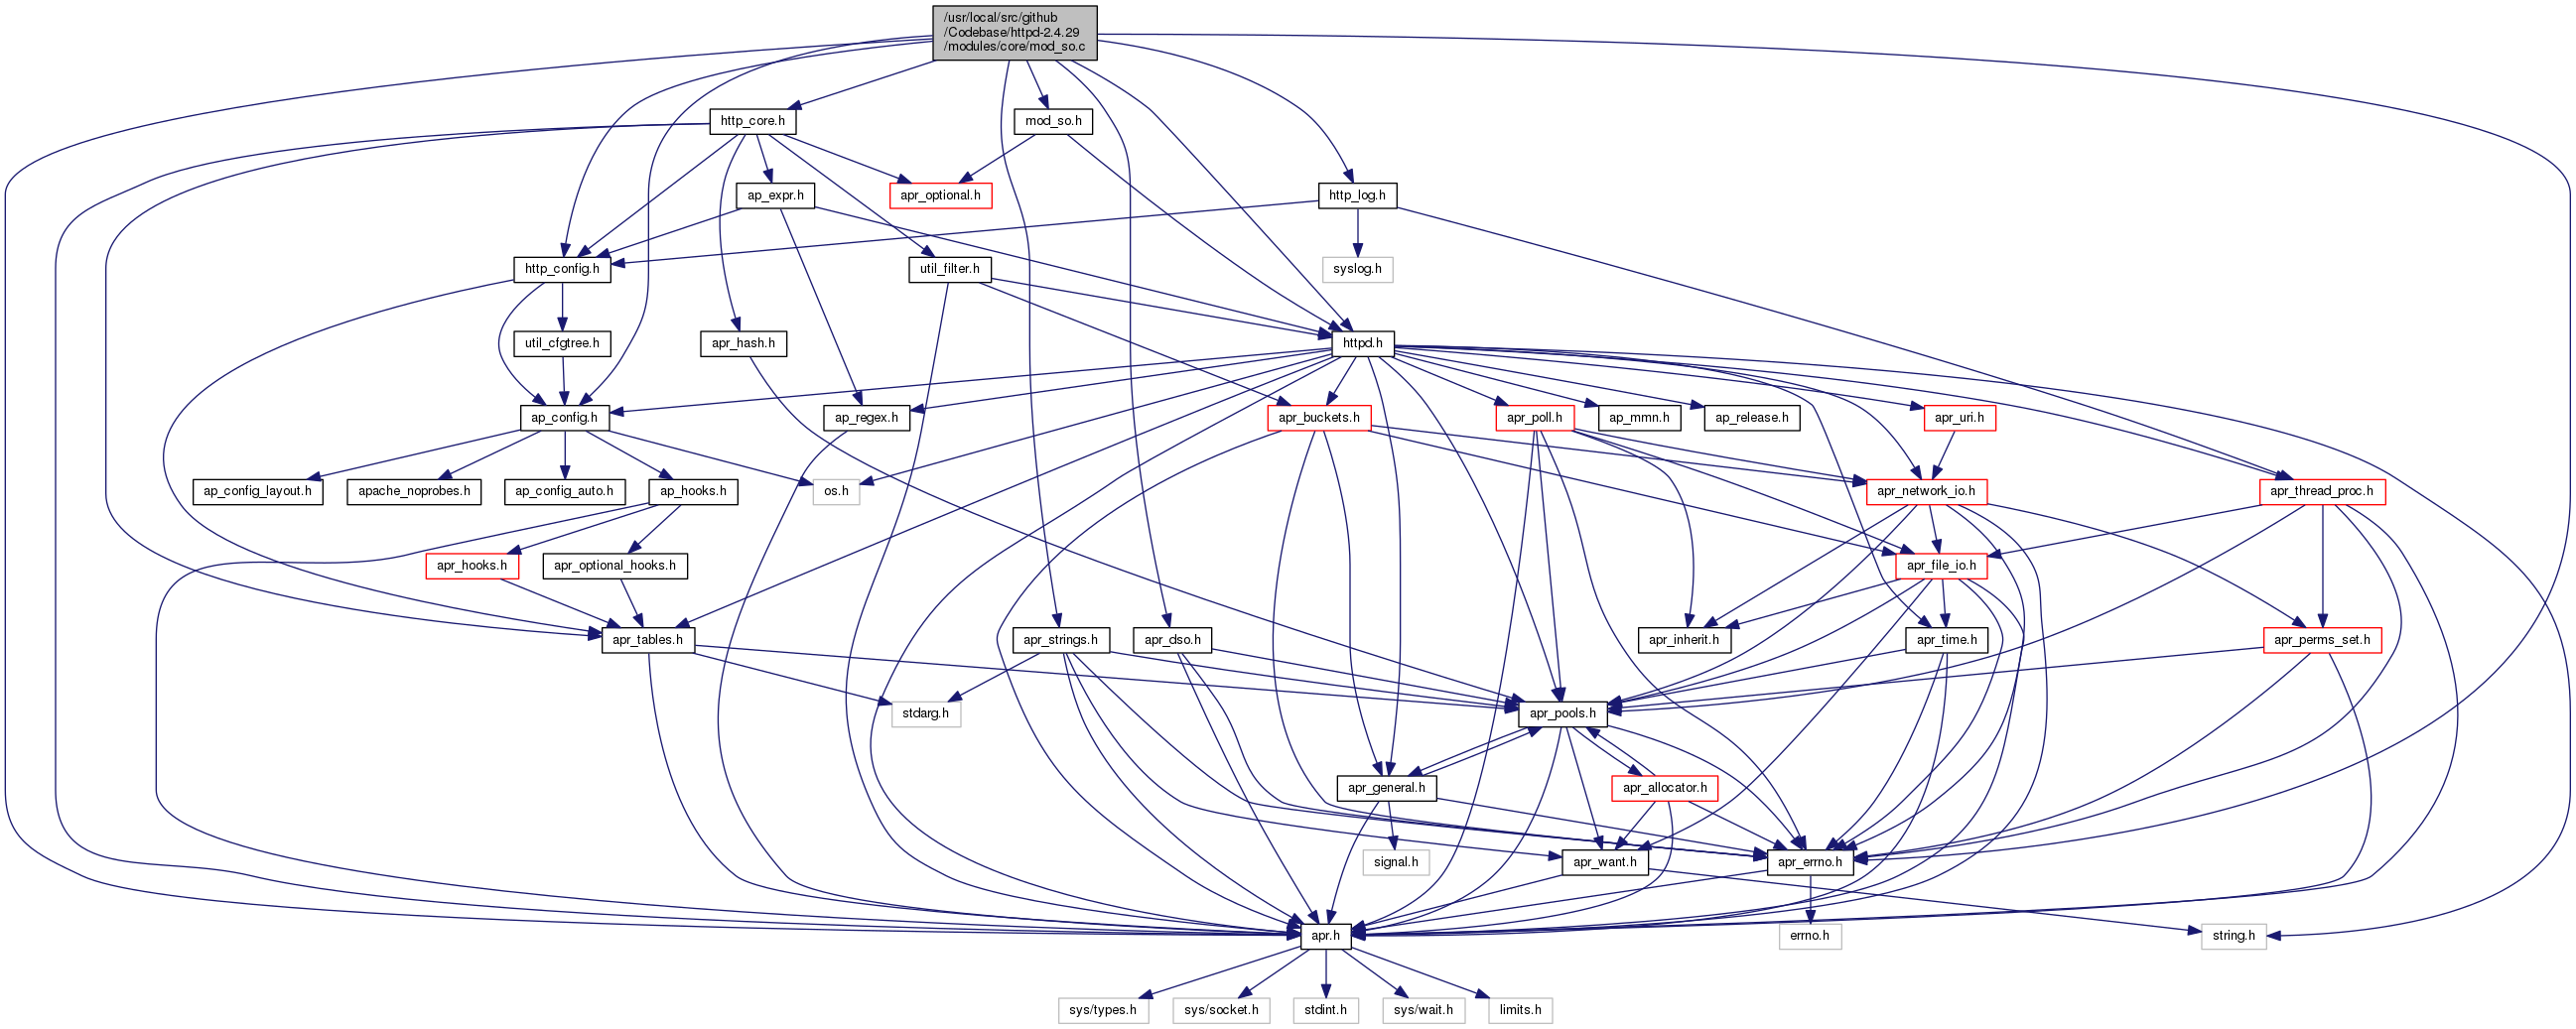 /usr/local/src/github
/Codebase/httpd-2.4.29
/modules/core/mod_so.c
http_core.h
mod_so.h
ap_expr.h
apr_optional.h
http_log.h
http_config.h
util_filter.h
syslog.h
util_cfgtree.h
apr_hash.h
httpd.h
ap_config.h
ap_regex.h
apr_buckets.h
apr_poll.h
ap_mmn.h
ap_release.h
apr_uri.h
ap_config_layout.h
apache_noprobes.h
ap_config_auto.h
ap_hooks.h
os.h
apr_network_io.h
apr_thread_proc.h
apr_hooks.h
apr_optional_hooks.h
apr_file_io.h
apr_tables.h
apr_strings.h
apr_dso.h
apr_inherit.h
apr_time.h
apr_perms_set.h
stdarg.h
apr_pools.h
apr_general.h
apr_allocator.h
signal.h
apr_want.h
apr_errno.h
apr.h
errno.h
string.h
sys/types.h
sys/socket.h
stdint.h
sys/wait.h
limits.h